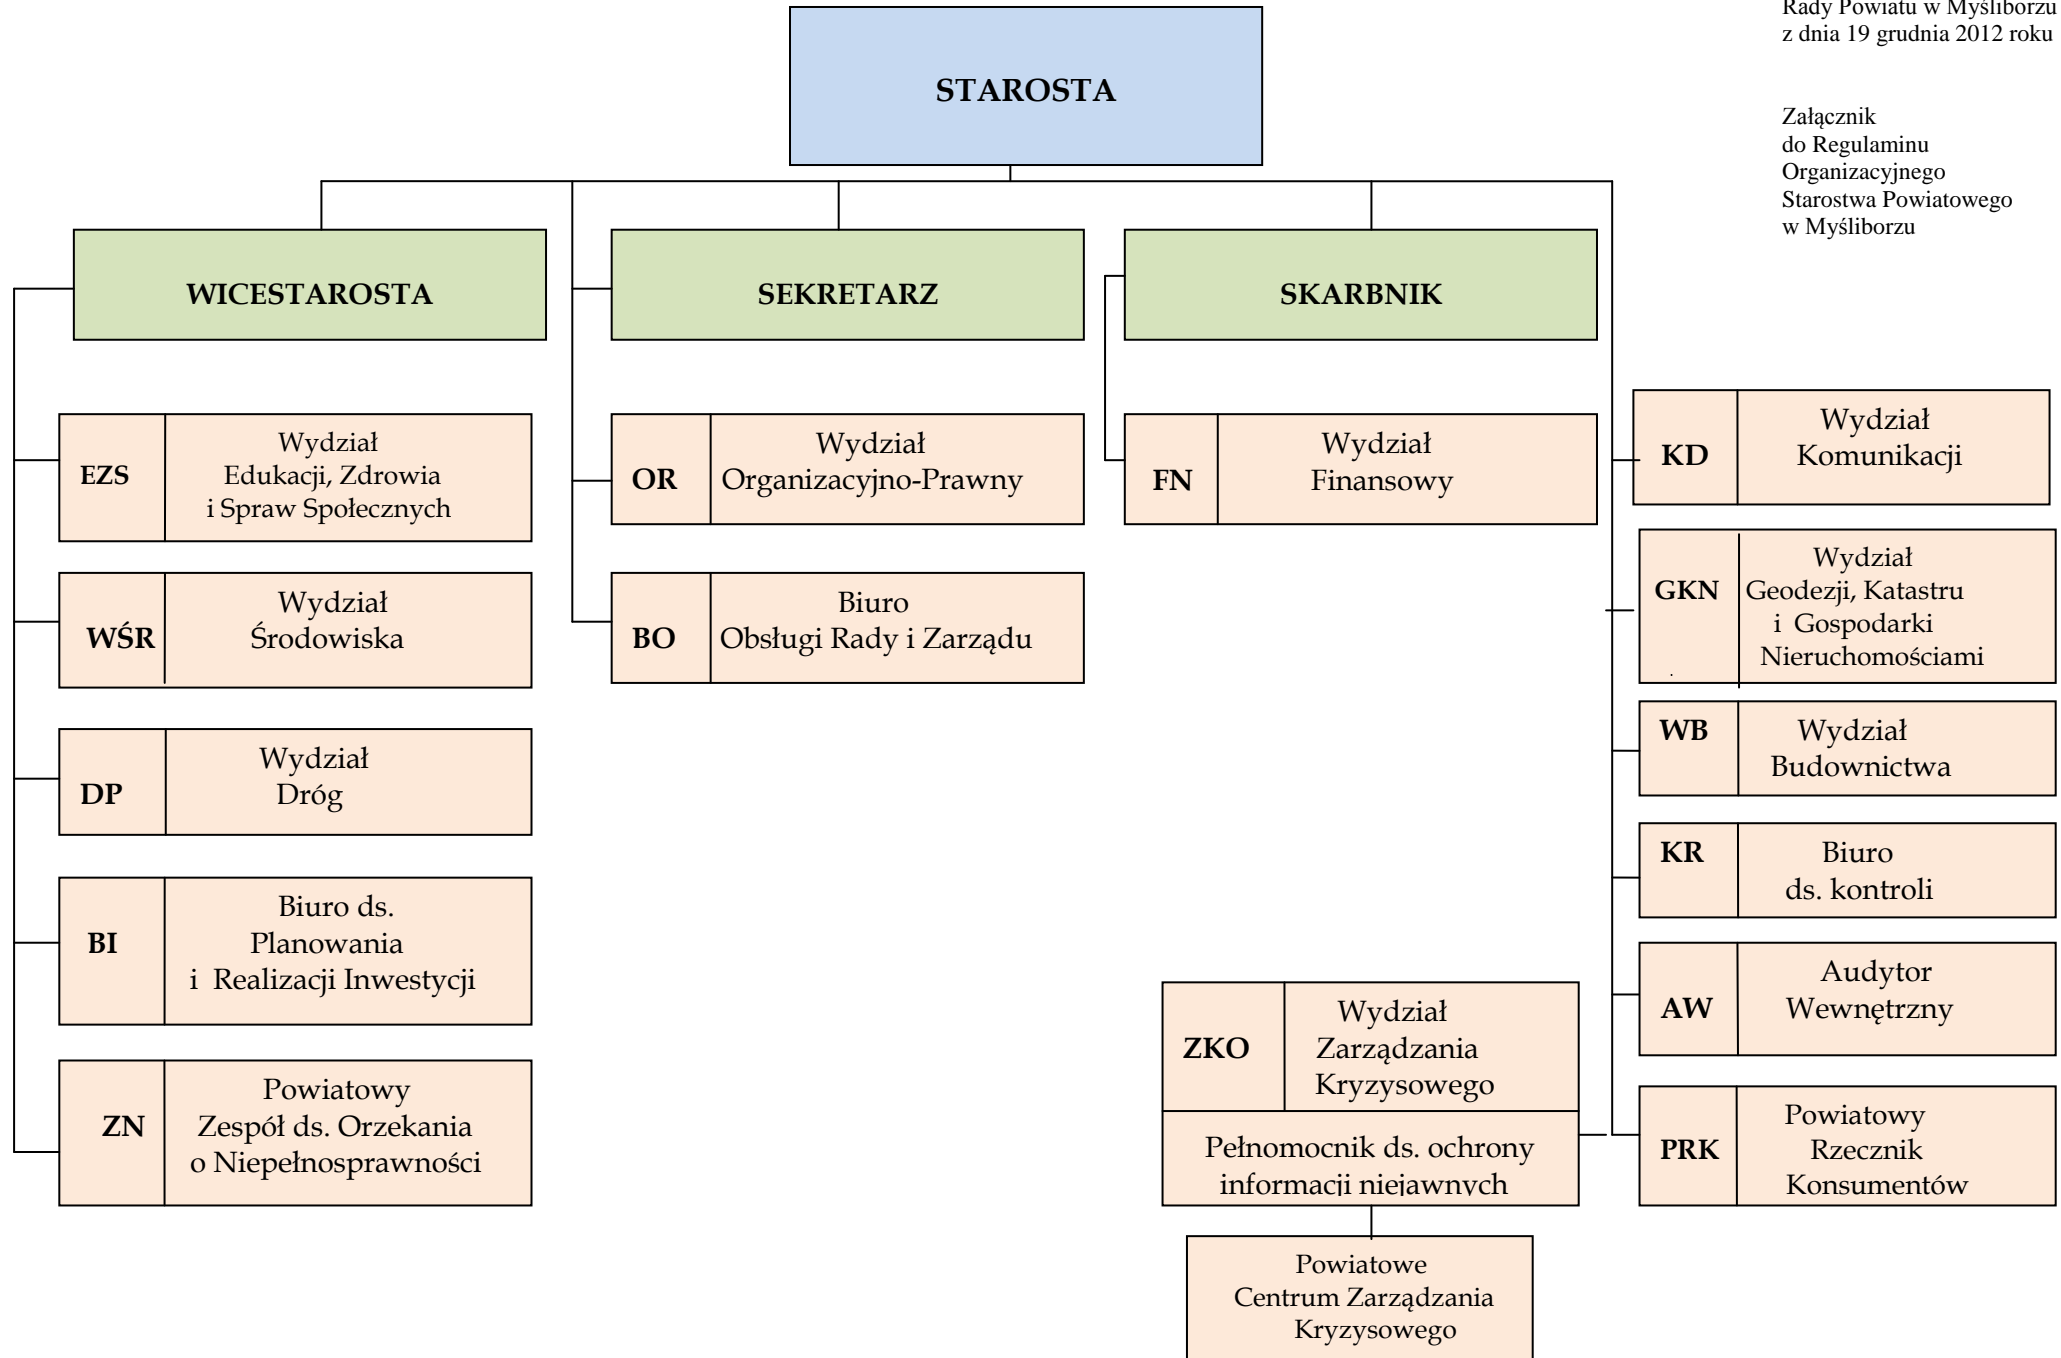 Rady Powiatu w Myśliborzu
z dnia 19 grudnia 2012 roku
Załącznik
do Regulaminu
Organizacyjnego
Starostwa Powiatowego
w Myśliborzu
STAROSTA
WICESTAROSTA
SEKRETARZ
SKARBNIK
EZS
Wydział
Edukacji, Zdrowia
i Spraw Społecznych
WŚR
Wydział
Środowiska
DP
Wydział
Dróg
BI
Biuro ds.
Planowania
i Realizacji Inwestycji
ZN
Powiatowy
Zespół ds. Orzekania
o Niepełnosprawności
OR
Wydział
Organizacyjno-Prawny
BO
Biuro
Obsługi Rady i Zarządu
FN
Wydział
Finansowy
KD
Wydział
Komunikacji
GKN
Wydział
Geodezji, Katastru
i Gospodarki
Nieruchomościami
.
WB
Wydział
Budownictwa
KR
Biuro
ds. kontroli
AW
Audytor
Wewnętrzny
PRK
Powiatowy
Rzecznik
Konsumentów
ZKO
Wydział
Zarządzania
Kryzysowego
Pełnomocnik ds. ochrony
informacji niejawnych
Powiatowe
Centrum Zarządzania
Kryzysowego